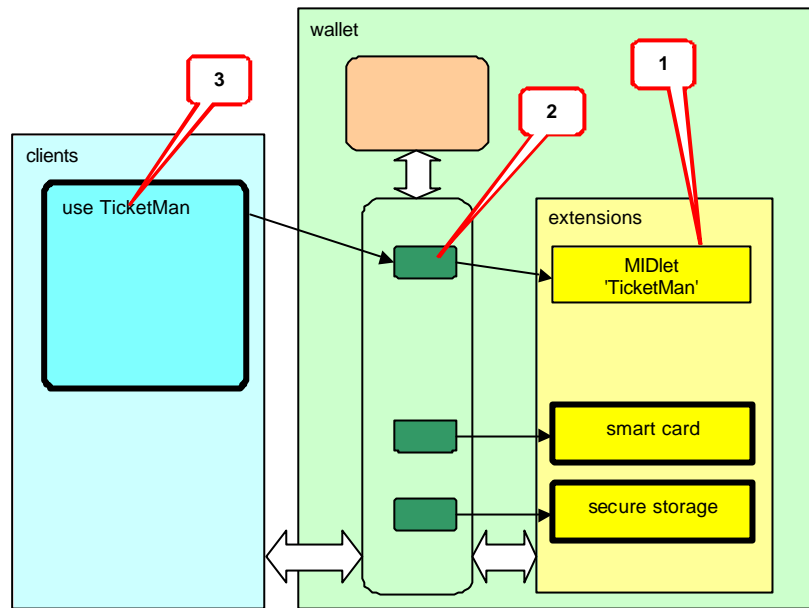 wallet
1
3
2
clients
use TicketMan
extensions
MIDlet
'TicketMan'
smart card
secure storage